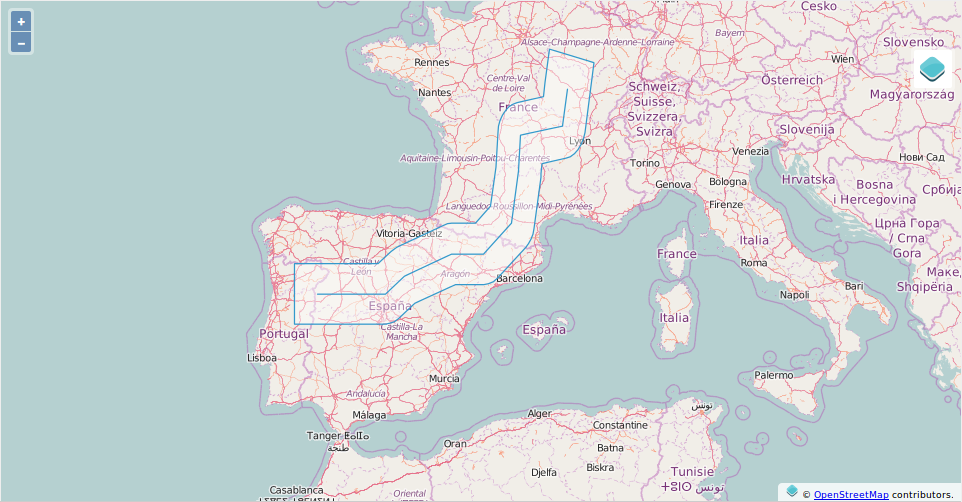 +
–
Česko
Alsace-Champagne-Ardenne-Lorraine
Bayern
Slovensko
Rennes
Wien
Centre-Val
de Loire
Österreich
Nantes
Schweiz,
Suisse,
Svizzera,
Svizra
Magyarország
France
Slovenija
Lyon
Aquitaine-Limousin-Poitou-Charentes
Torino
Venezia
Нови Сад
Genova
Bologna
Hrvatska
Bosna
i Hercegovina
Србија
Languedoc-Roussillon-Midi-Pyrénées
Firenze
Црна Гора
/ Crna
Gora
Vitoria-Gasteiz
Italia
France
Roma
Castilla y
León
Aragón
Barcelona
Shqipëria
Bari
Napoli
España
Italia
España
Portugal
Castilla-La
Mancha
Lisboa
Palermo
Murcia
Andalucía
Málaga
Alger
تونس
Tanger ⵟⴰⵏⵊⴰ
طنجة
Oran
Constantine
Batna
Biskra
Djelfa
Tunisie
ⵜⵓⵏⵙ تونس
Casablanca
Oriental
© OpenStreetMap contributors.